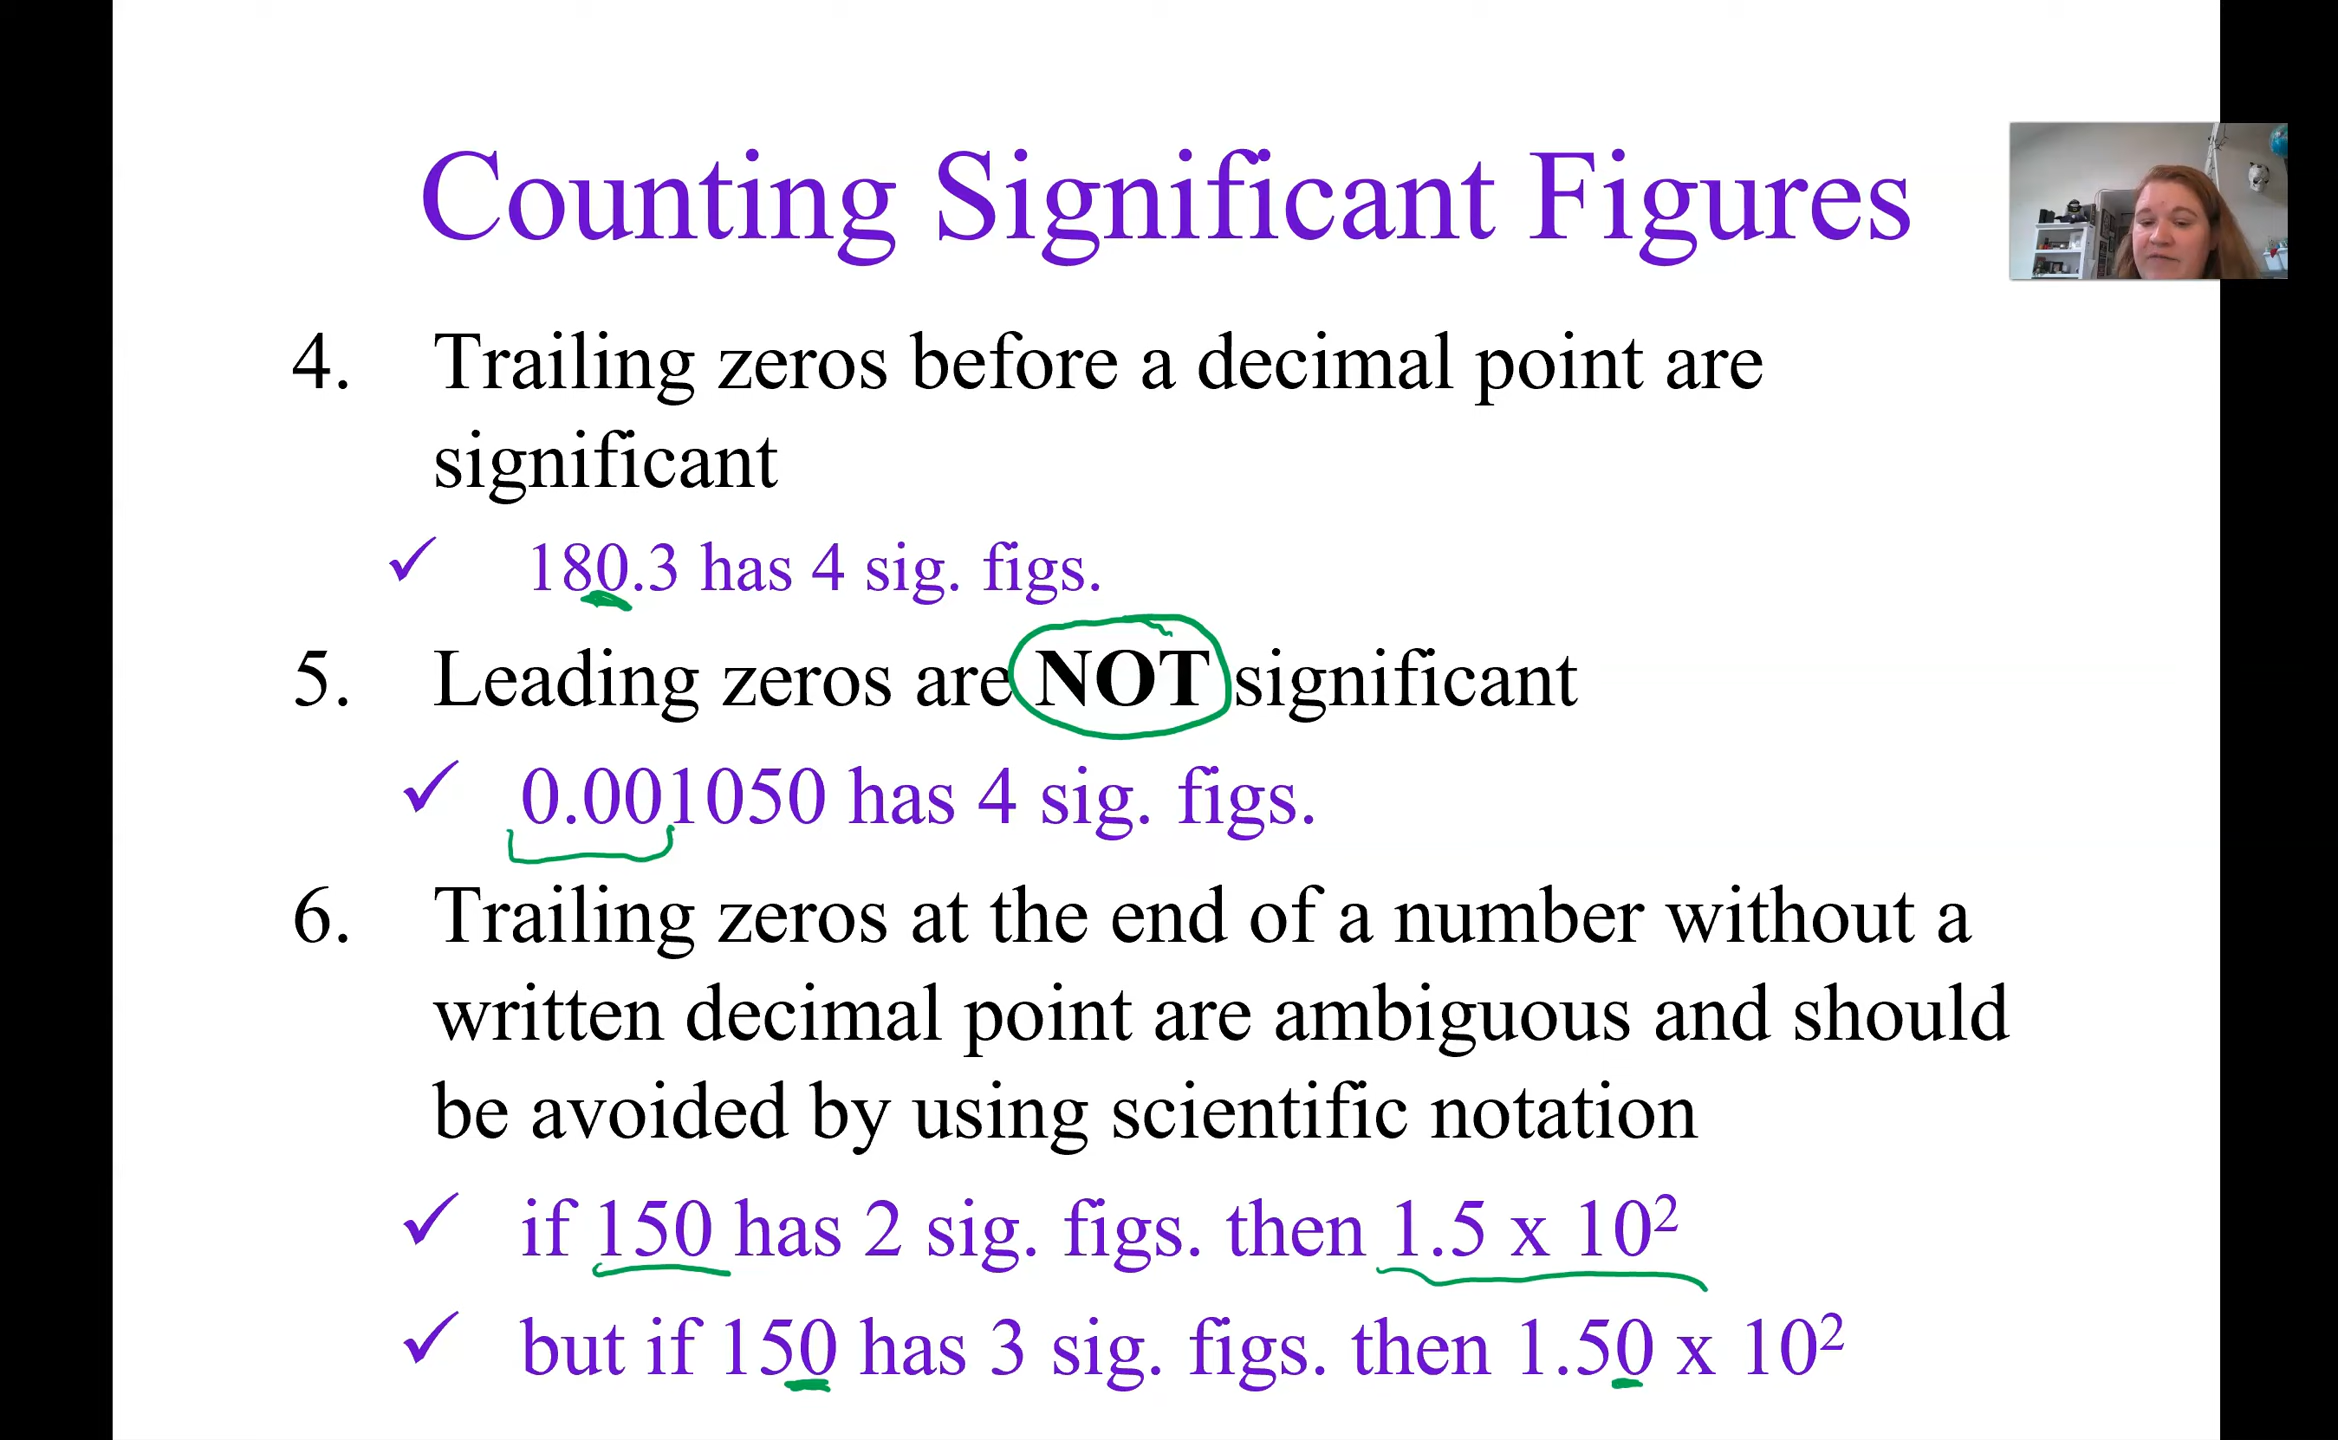 Counting Significant Figures
4. Trailing zeros before a decimal point are
significant
✓ 180.3 has 4 sig. figs.
5. Leading zeros are NOT significant
✓ 0.001050 has 4 sig. figs.
6. Trailing zeros at the end of a number without a
written decimal point are ambiguous and should
be avoided by using scientific notation
✓ if 150 has 2 sig. figs. then 1.5 x 10²
✓ but if 150 has 3 sig. figs. then 1.50 x 10²